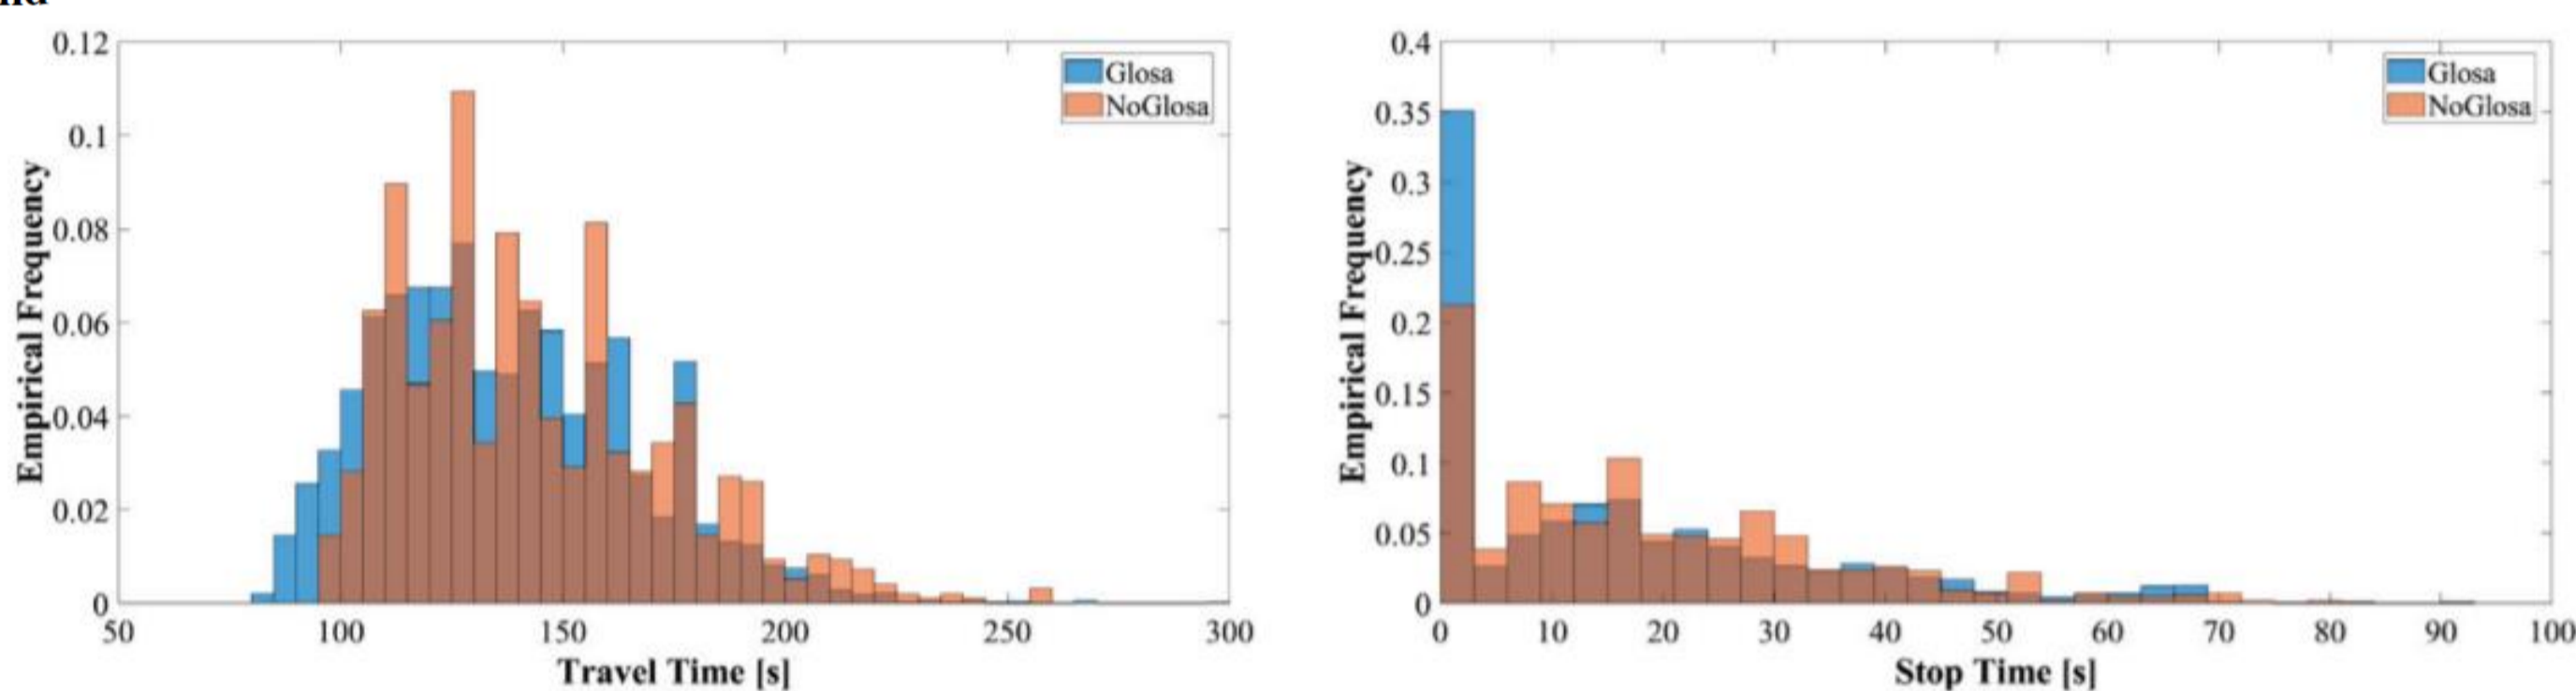 0.12
0.1
0.08
0.06
0.04
0.02
0
Empirical Frequency
50 100 150 200 250 300
Travel Time [s]
Glosa
NoGlosa
0.4
0.35
0.3
0.25
0.2
0.15
0.1
0.05
0
Empirical Frequency
0 10 20 30 40 50 60 70 80 90 100
Stop Time [s]
Glosa
NoGlosa